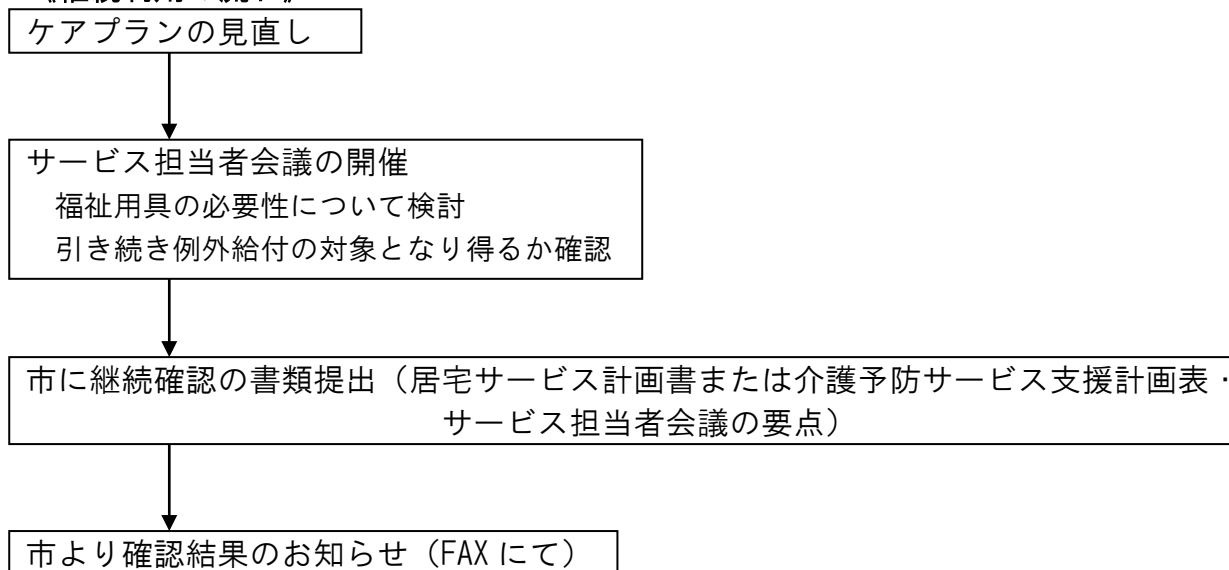 ケアプランの見直し
サービス担当者会議の開催
福祉用具の必要性について検討
引き続き例外給付の対象となり得るか確認
市に継続確認の書類提出（居宅サービス計画書または介護予防サービス支援計画表・
サービス担当者会議の要点）
市より確認結果のお知らせ（FAXにて）